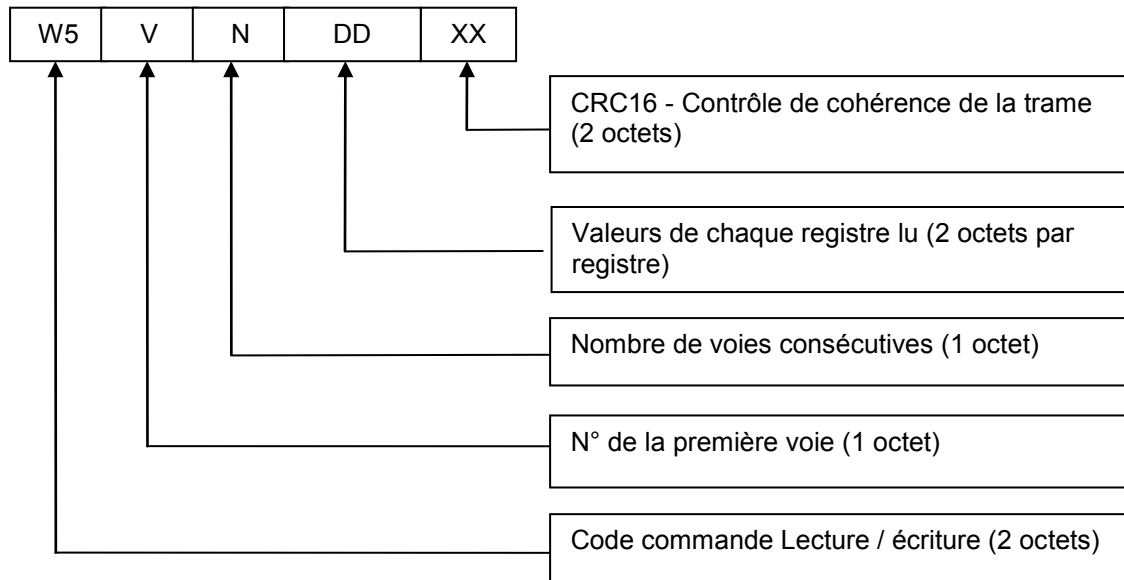 W5 V N DD XX
CRC16 - Contrôle de cohérence de la trame
(2 octets)
Valeurs de chaque registre lu (2 octets par
registre)
Nombre de voies consécutives (1 octet)
N° de la première voie (1 octet)
Code commande Lecture / écriture (2 octets)